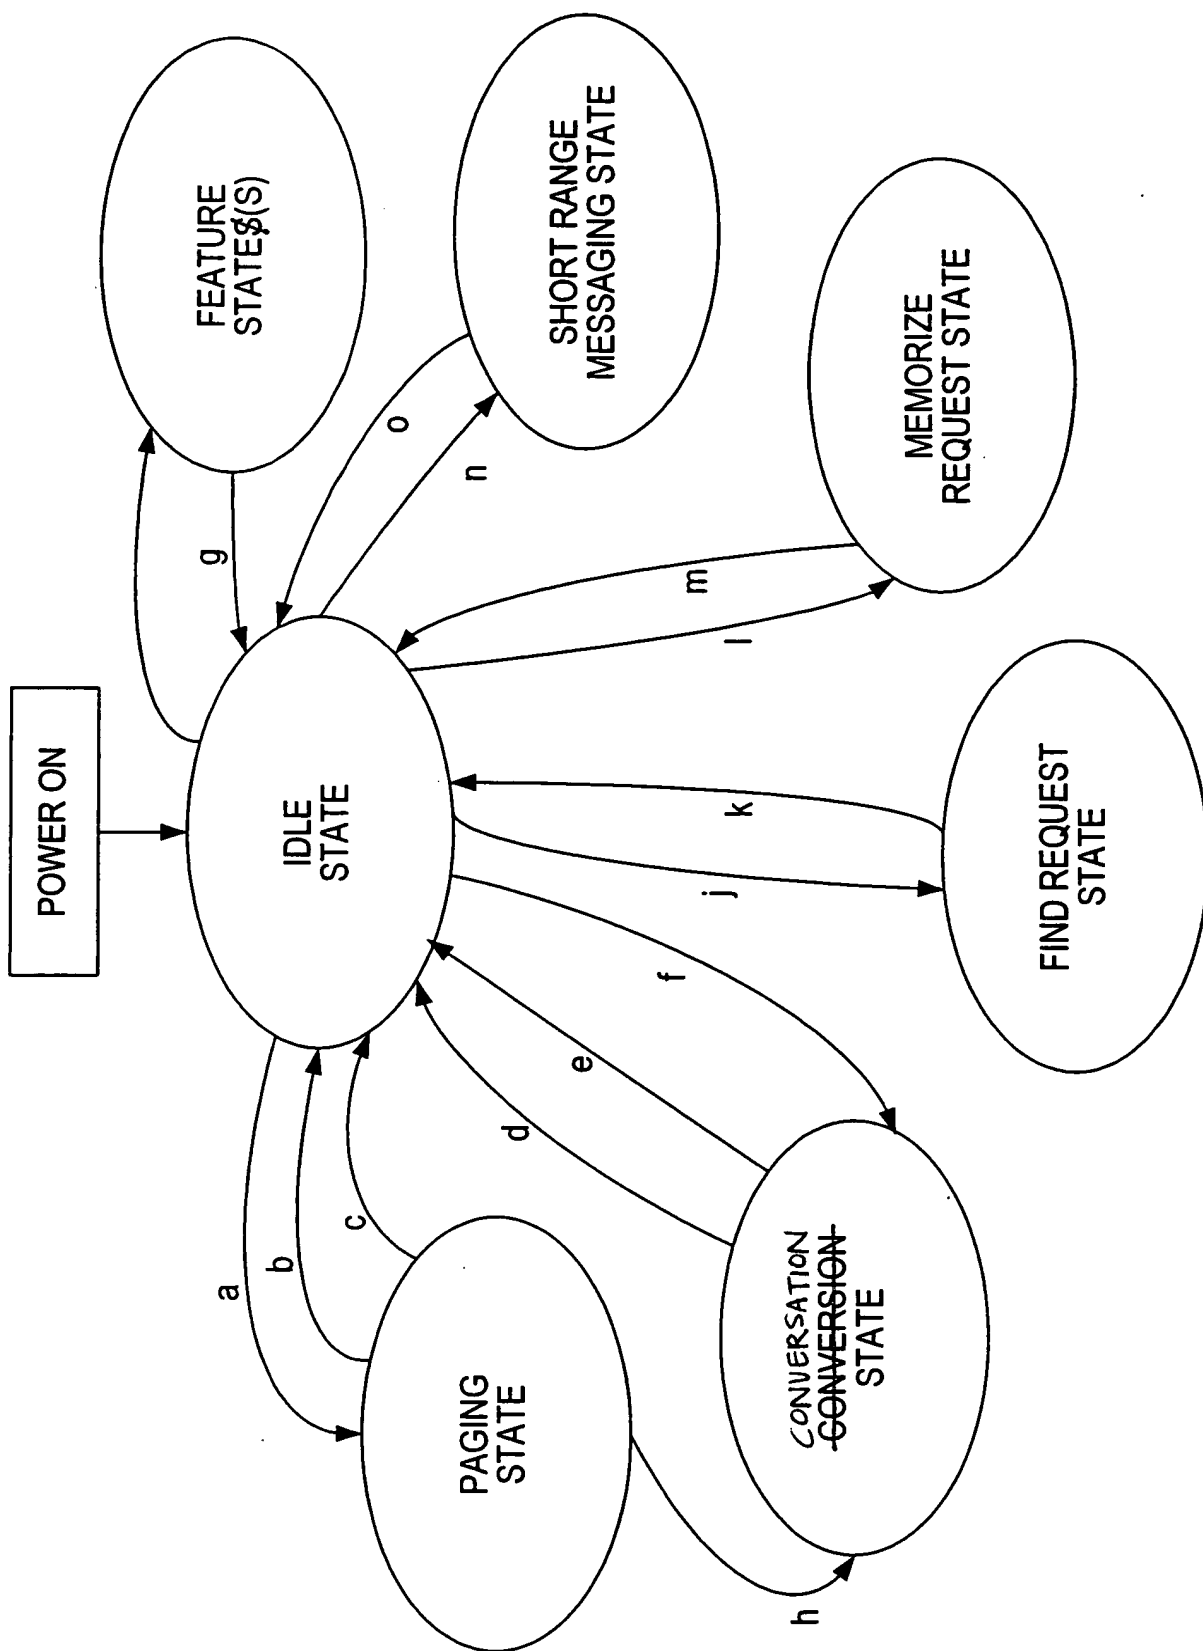 POWER ON
IDLE
STATE
FEATURE
STATES(S)
g
SHORT RANGE
MESSAGING STATE
o
n
MEMORIZE
REQUEST STATE
m
l
FIND REQUEST
STATE
k
j
f
e
d
CONVERSATION
CONVERSION
STATE
h
PAGING
STATE
a
b
c